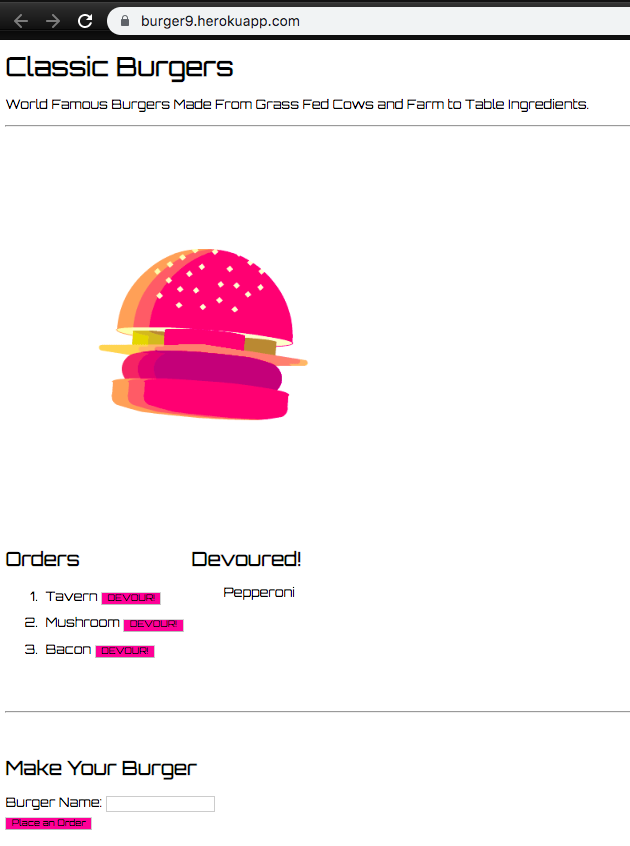 burger9.herokuapp.com
Classic Burgers
World Famous Burgers Made From Grass Fed Cows and Farm to Table Ingredients.
Orders
1. Tavern DEVOUR!
2. Mushroom DEVOUR!
3. Bacon DEVOUR!
Devoured!
Pepperoni
Make Your Burger
Burger Name:
Place an Order